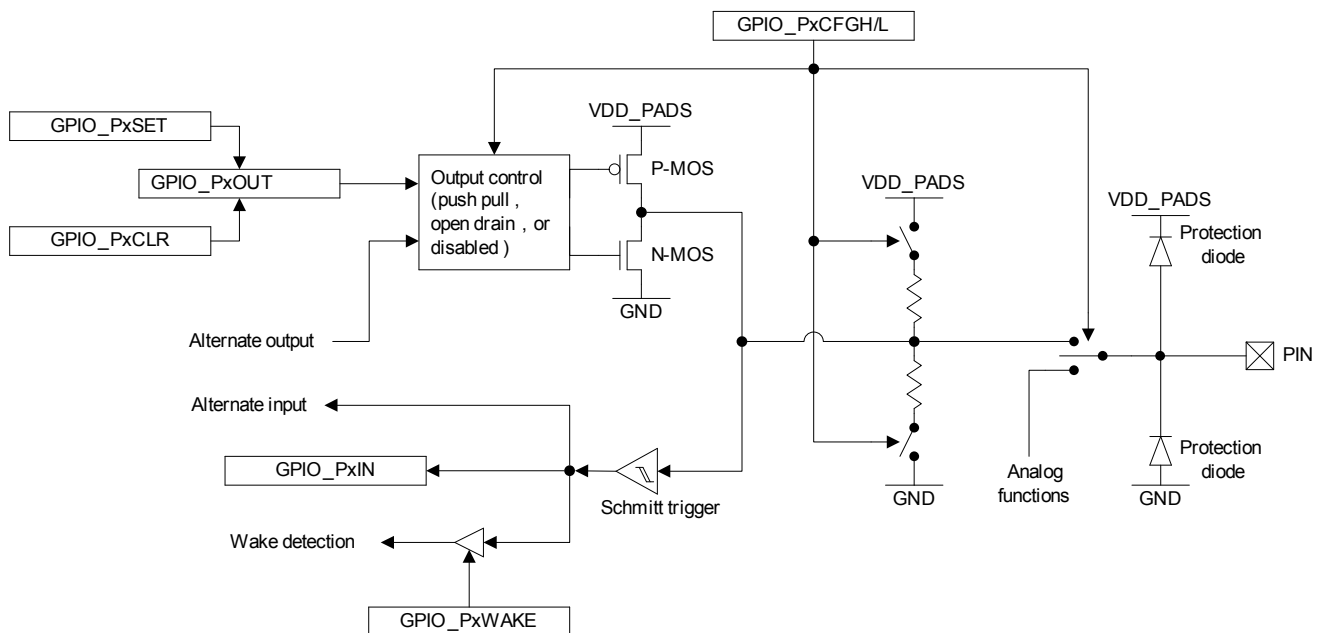 GPIO_PxCFGH/L
GPIO_PxSET
VDD_PADS
GPIO_PxOUT
Output control
(push pull ,
open drain , or
disabled )
P-MOS
VDD_PADS
VDD_PADS
GPIO_PxCLR
N-MOS
Protection
diode
GND
Alternate output
PIN
Alternate input
GPIO_PxIN
Schmitt trigger
Analog
functions
Protection
diode
GND
GND
Wake detection
GPIO_PxWAKE